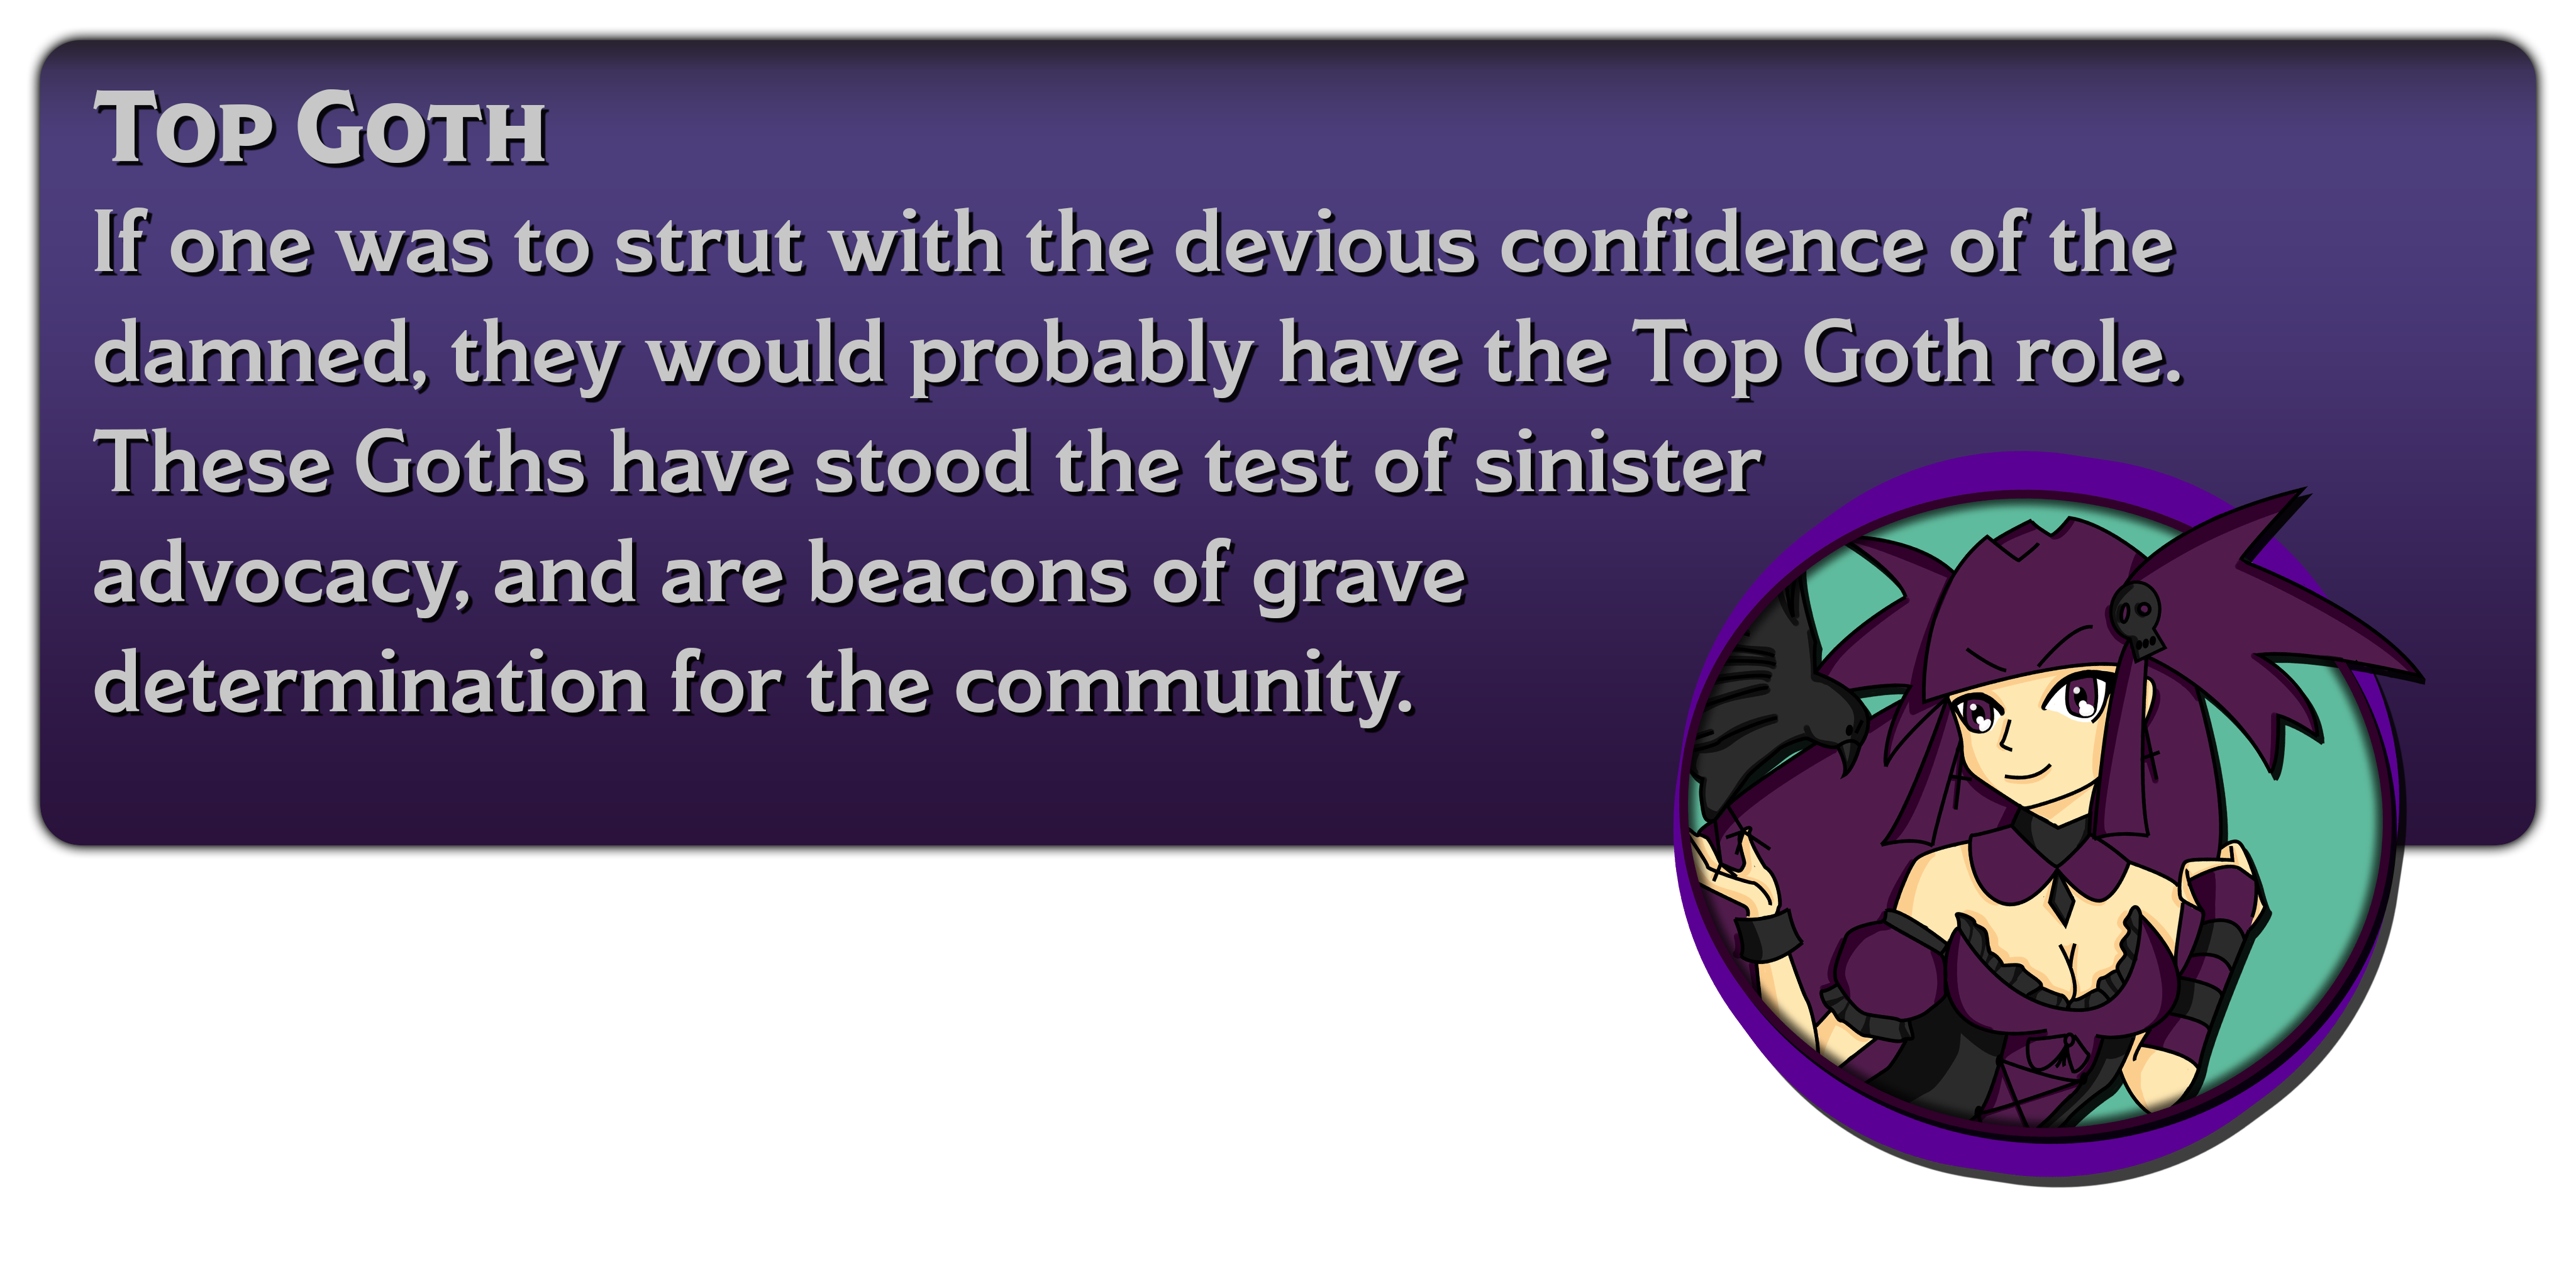 Top Goth
If one was to strut with the devious confidence of the
damned, they would probably have the Top Goth role.
These Goths have stood the test of sinister
advocacy, and are beacons of grave
determination for the community.